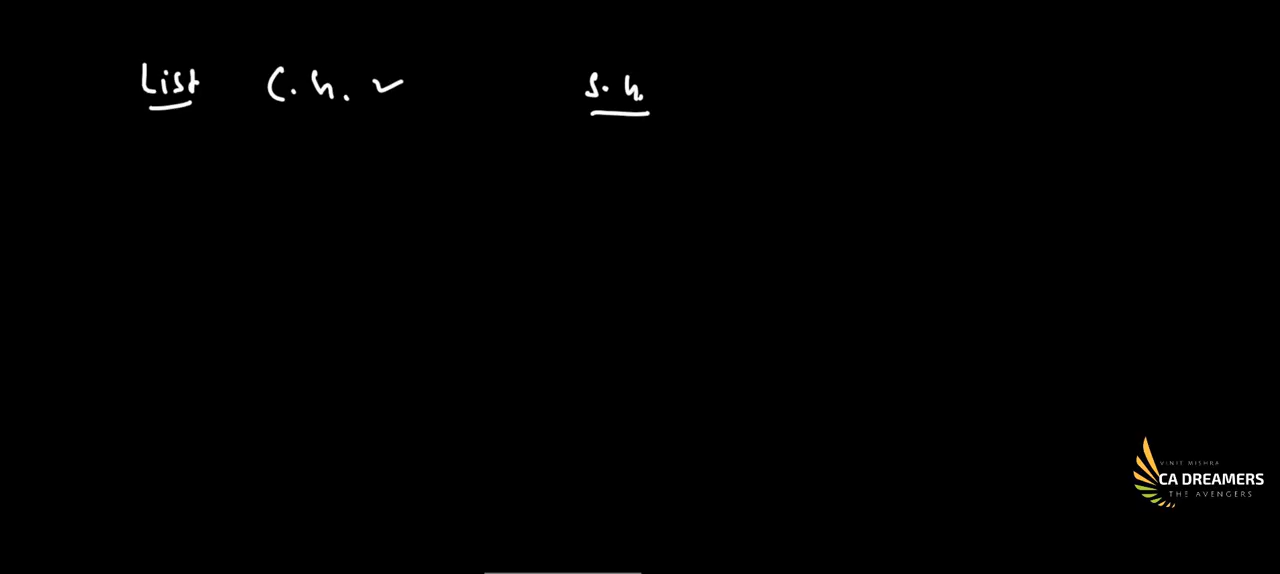 List C.h. ✓ S.h.
VINIT MISHRA
CA DREAMERS
THE AVENGERS